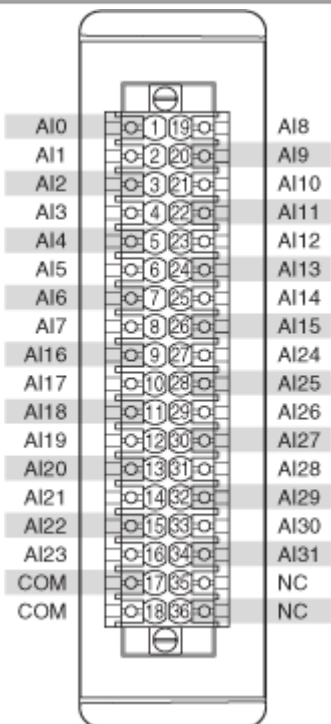 AI0 1 19 AI8
AI1 2 20 AI9
AI2 3 21 AI10
AI3 4 22 AI11
AI4 5 23 AI12
AI5 6 24 AI13
AI6 7 25 AI14
AI7 8 26 AI15
AI16 9 27 AI24
AI17 10 28 AI25
AI18 11 29 AI26
AI19 12 30 AI27
AI20 13 31 AI28
AI21 14 32 AI29
AI22 15 33 AI30
AI23 16 34 AI31
COM 17 35 NC
COM 18 36 NC